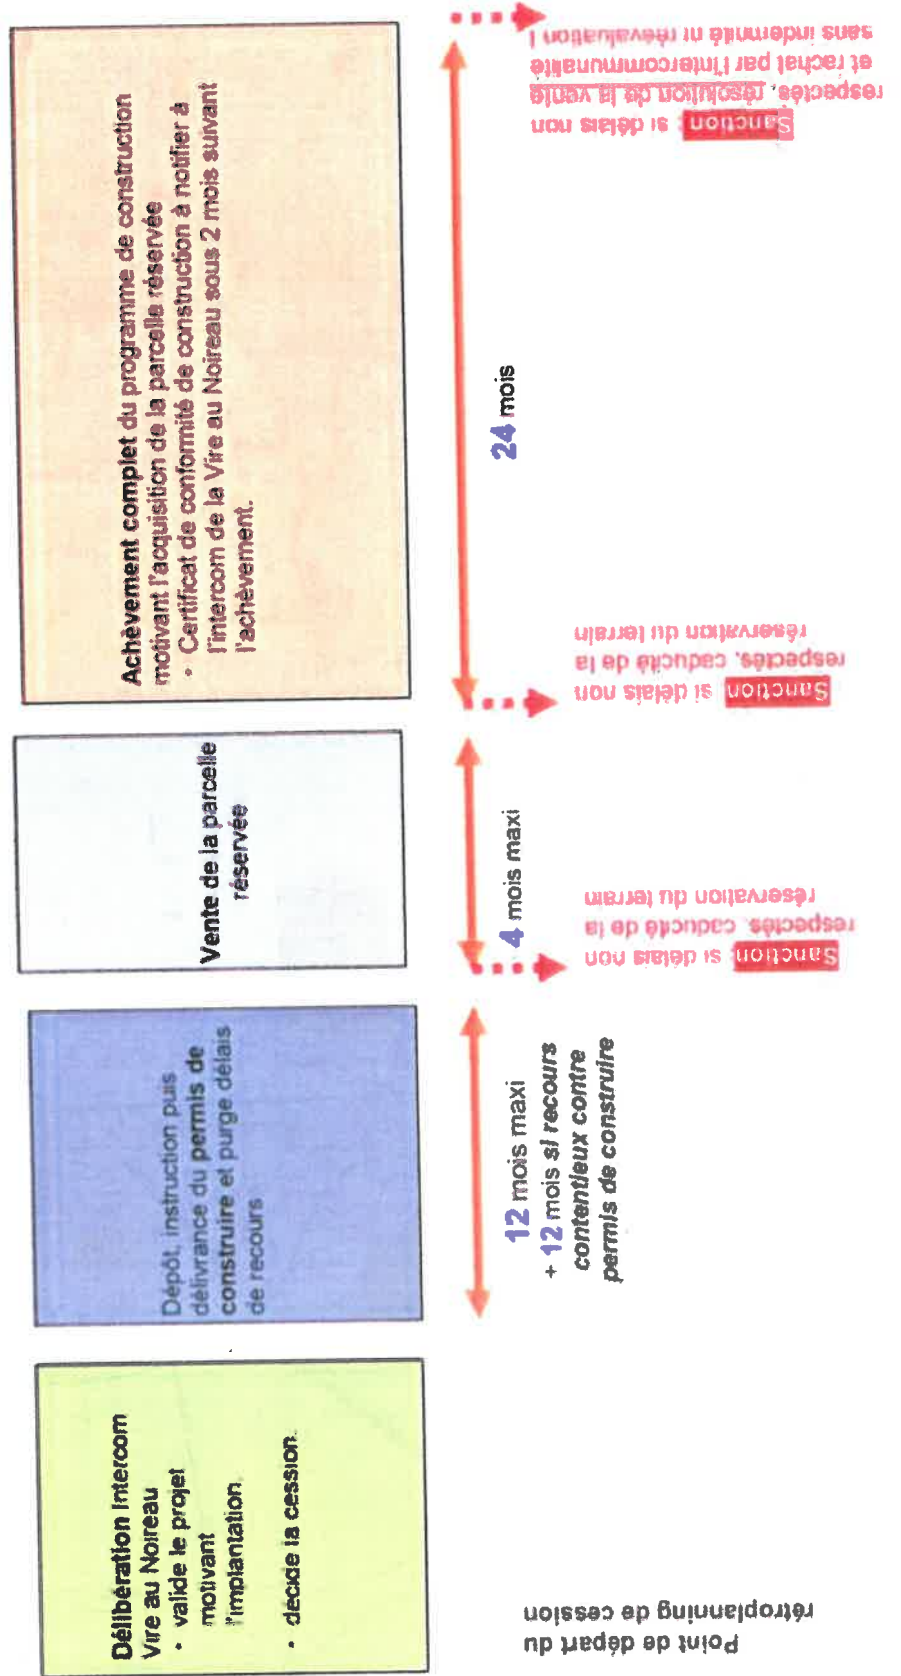 Délibération Intercom
Vire au Noireau
• valide le projet
motivant
l'implantation.
• décide la cession.
Dépôt, instruction puis
délivrance du permis de
construire et purge délais
de recours
Vente de la parcelle
réservée
Achèvement complet du programme de construction
motivant l'acquisition de la parcelle réservée
• Certificat de conformité de construction à notifier à
l'intercom de la Vire au Noireau sous 2 mois suivant
l'achèvement.
12 mois maxi
+ 12 mois si recours
contentieux contre
permis de construire
4 mois maxi
24 mois
Point de départ du
rétroplanning de cession
Sanction : si délais non
respectés, caducité de la
réservation du terrain
Sanction : si délais non
respectés, caducité de la
réservation du terrain
Sanction : si délais non
respectés, résolution de la vente
et rachat par l'intercommunalité
sans indemnité ni réévaluation !